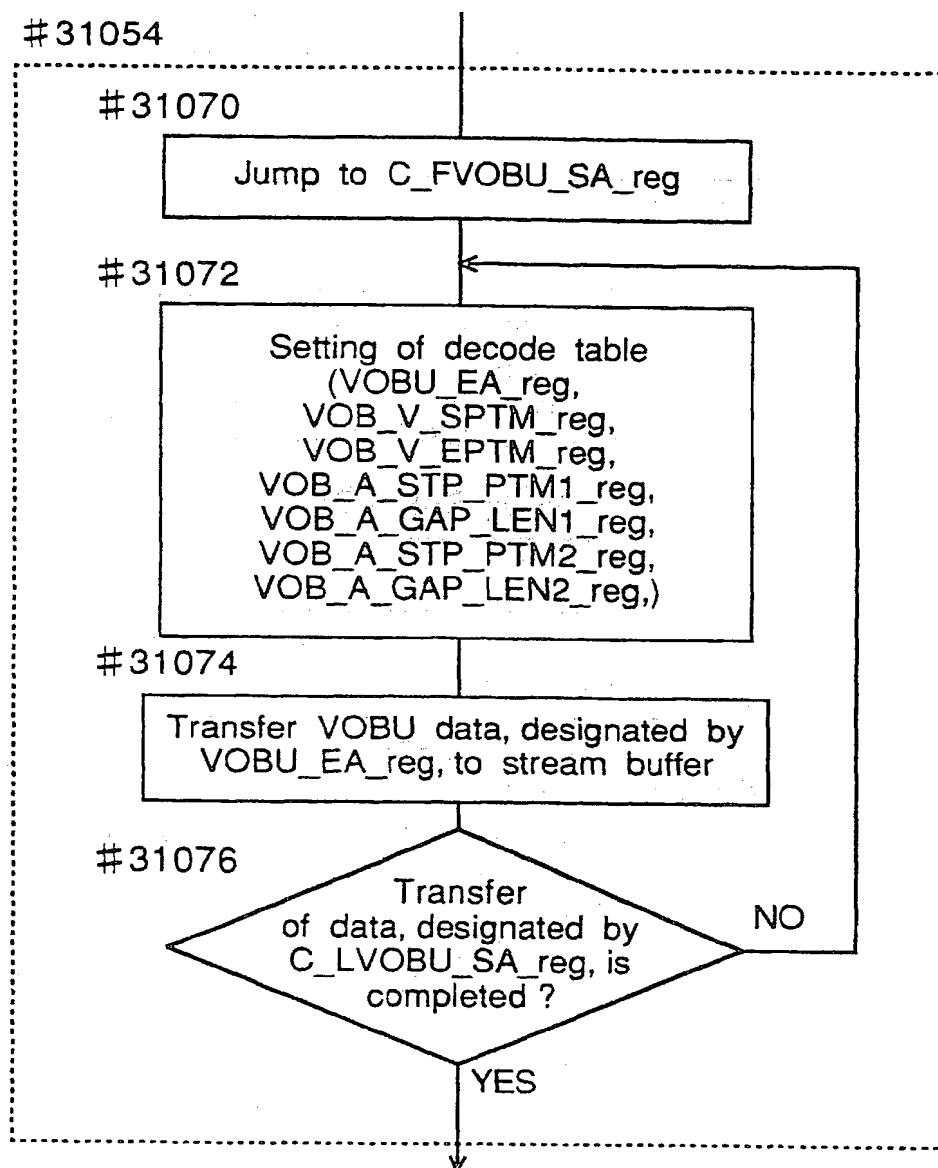 #31054
#31070
Jump to C_FVOBU_SA_reg
#31072
Setting of decode table
(VOBU_EA_reg,
VOB_V_SPTM_reg,
VOB_V_EPTM_reg,
VOB_A_STP_PTM1_reg,
VOB_A_GAP_LEN1_reg,
VOB_A_STP_PTM2_reg,
VOB_A_GAP_LEN2_reg,)
#31074
Transfer VOBU data, designated by
VOBU_EA_reg, to stream buffer
#31076
Transfer
of data, designated by
C_LVOBU_SA_reg, is
completed ?
NO
YES